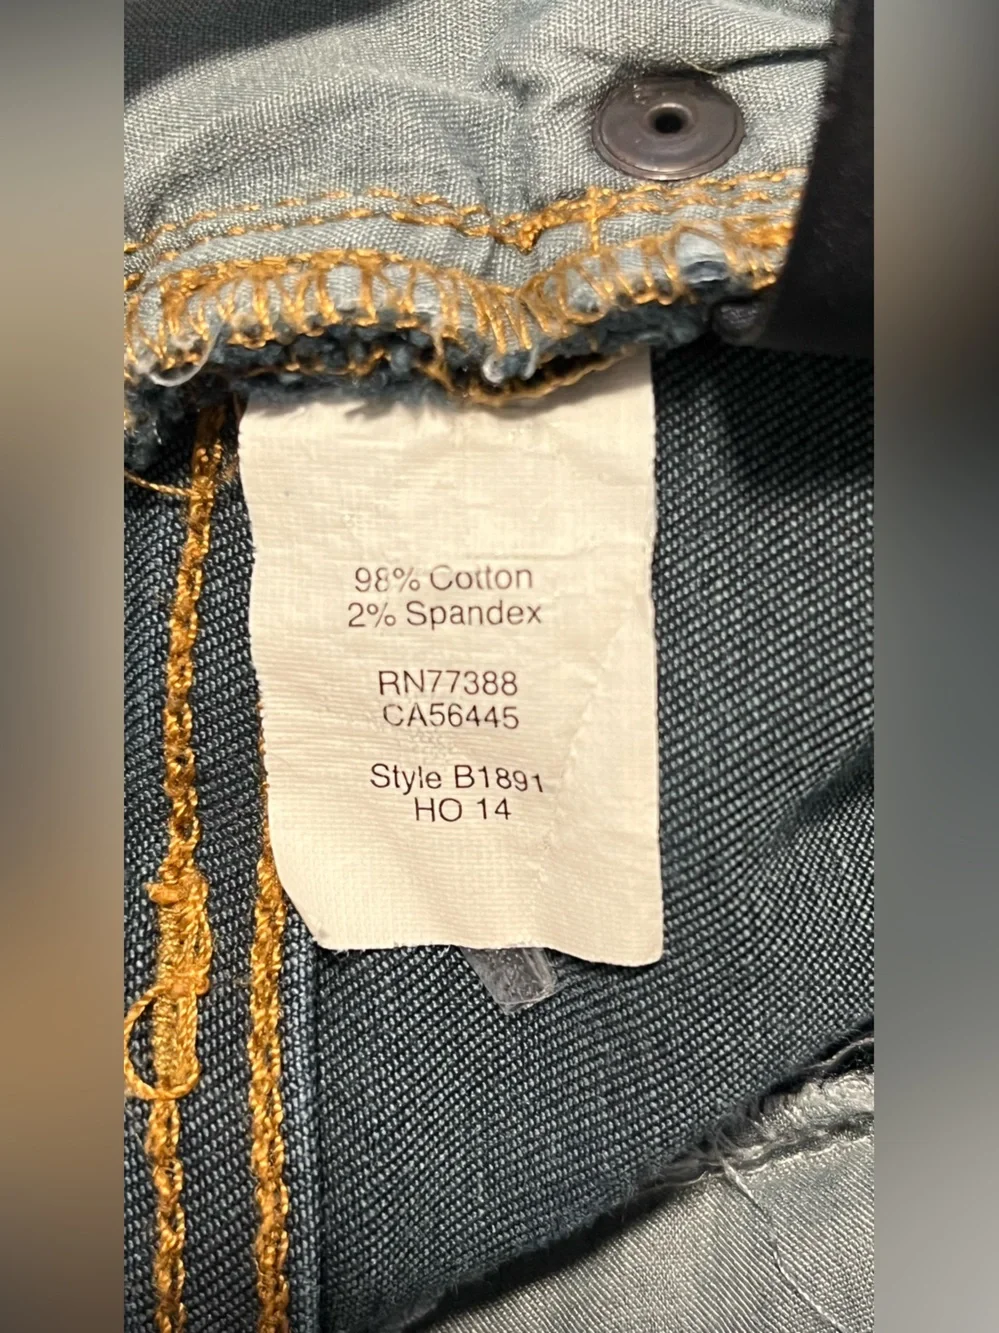 98% Cotton
2% Spandex
RN77388
CA56445
Style B1891
HO 14